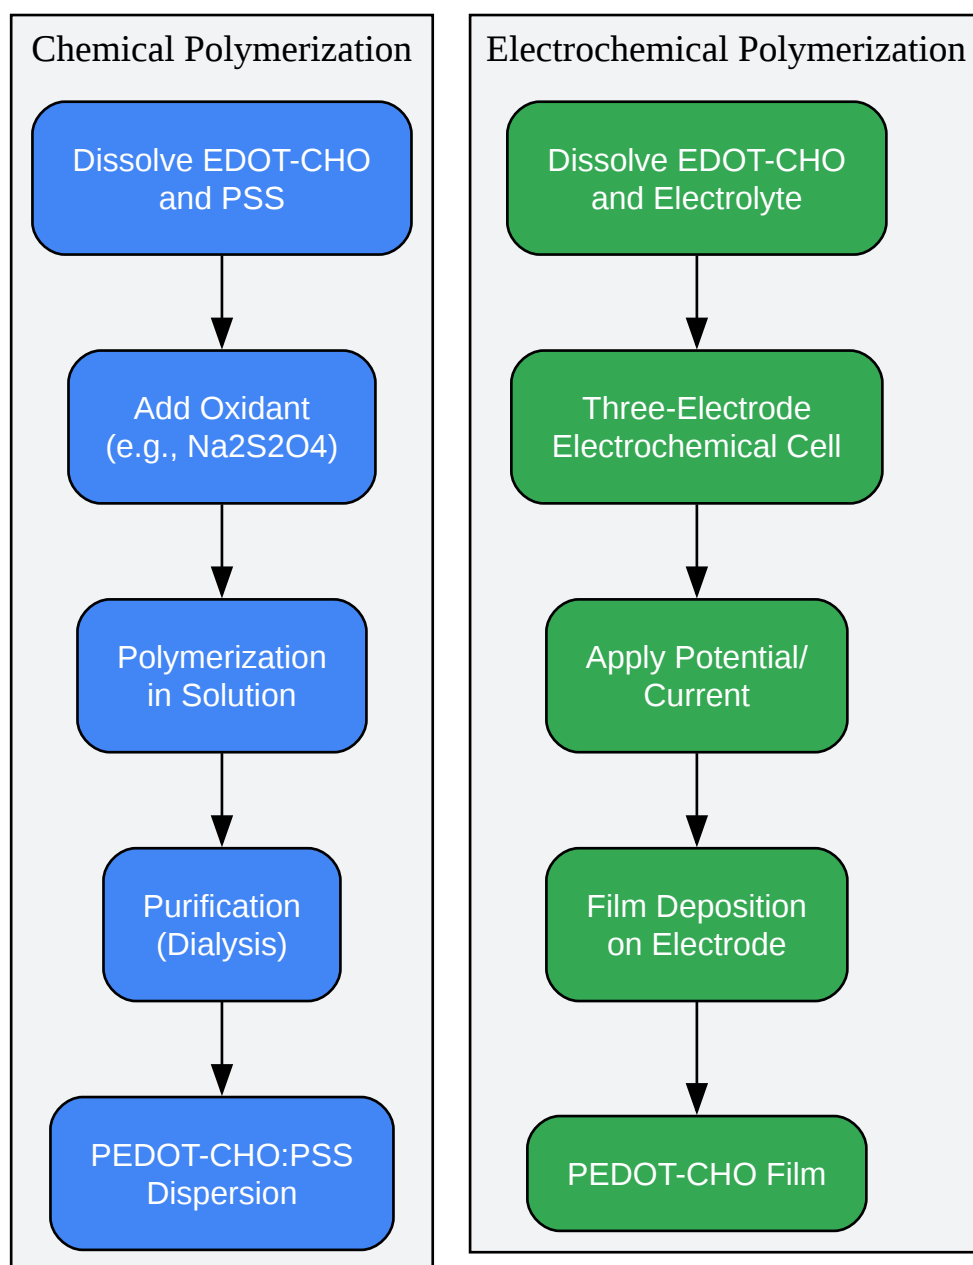 Chemical Polymerization
Dissolve EDOT-CHO
and PSS
Add Oxidant
(e.g., Na2S2O4)
Polymerization
in Solution
Purification
(Dialysis)
PEDOT-CHO:PSS
Dispersion
Electrochemical Polymerization
Dissolve EDOT-CHO
and Electrolyte
Three-Electrode
Electrochemical Cell
Apply Potential/
Current
Film Deposition
on Electrode
PEDOT-CHO Film